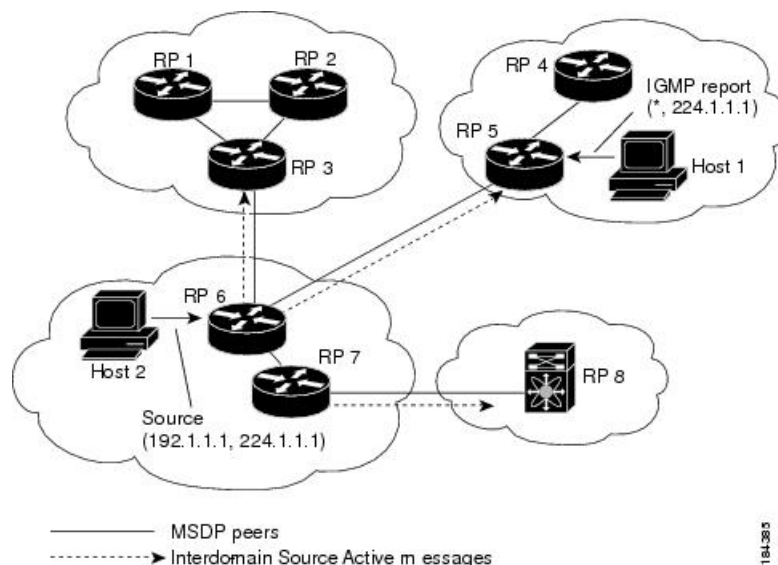 RP 1
RP 2
RP 3
RP 4
IGMP report
(*, 224.1.1.1)
RP 5
Host 1
RP 6
Host 2
RP 7
RP 8
Source
(192.1.1.1, 224.1.1.1)
MSDP peers
Interdomain Source Active m essages
184385